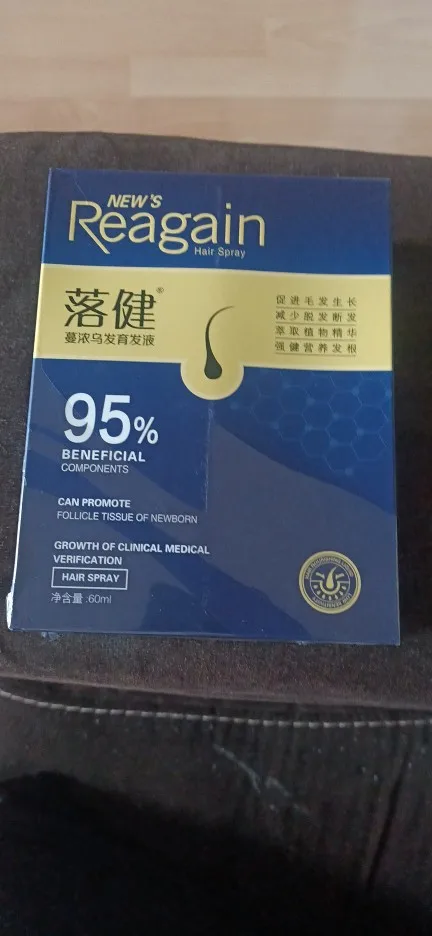 NEW'S
Reagain
Hair Spray
落健®
蔓浓乌发育发液
促进毛发生长
减少脱发断发
萃取植物精华
强健营养发根
95%
BENEFICIAL
COMPONENTS
CAN PROMOTE
FOLLICLE TISSUE OF NEWBORN
GROWTH OF CLINICAL MEDICAL
VERIFICATION
HAIR SPRAY
净含量:60ml